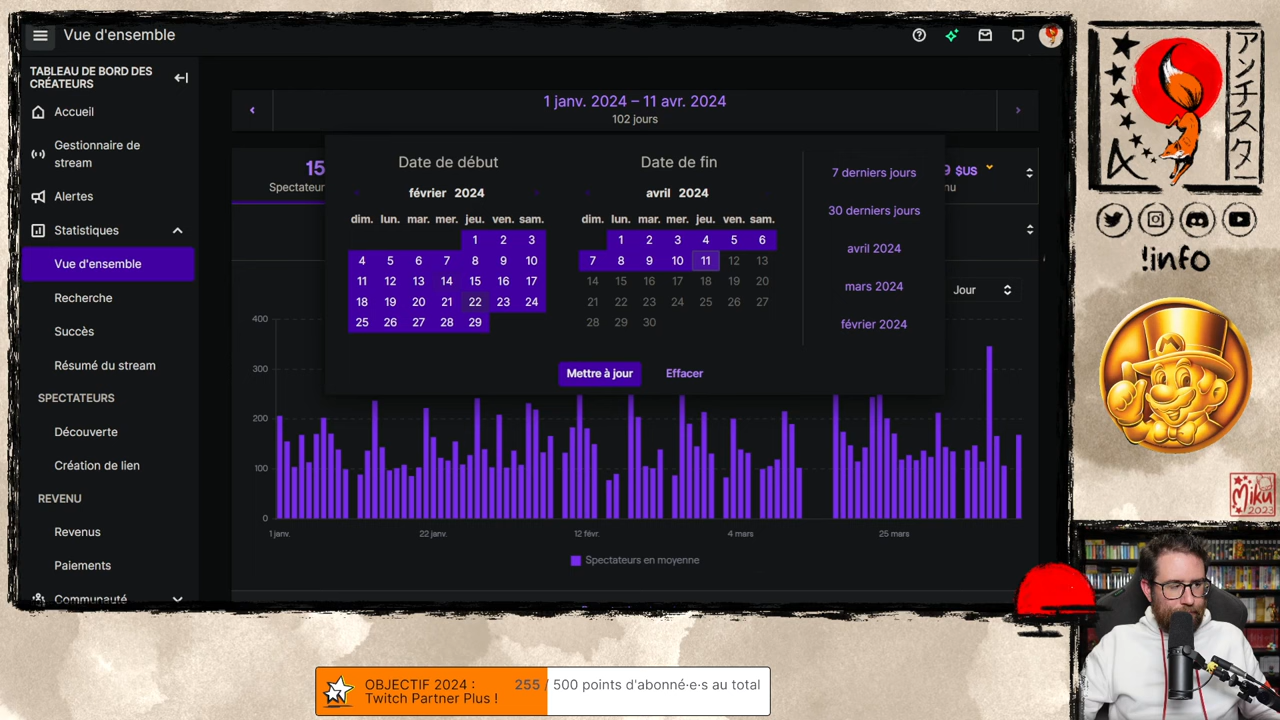 Vue d'ensemble
TABLEAU DE BORD DES
CRÉATEURS
Accueil
Gestionnaire de
stream
Alertes
Statistiques
Vue d'ensemble
Recherche
Succès
Résumé du stream
SPECTATEURS
Découverte
Création de lien
REVENU
Revenus
Paiements
Communauté
1 janv. 2024 – 11 avr. 2024
102 jours
15
Spectateur
9 $US
nu
Date de début
février 2024
dim. lun. mar. mer. jeu. ven. sam.
1 2 3
4 5 6 7 8 9 10
11 12 13 14 15 16 17
18 19 20 21 22 23 24
25 26 27 28 29
Date de fin
avril 2024
dim. lun. mar. mer. jeu. ven. sam.
1 2 3 4 5 6
7 8 9 10 11 12 13
14 15 16 17 18 19 20
21 22 23 24 25 26 27
28 29 30
7 derniers jours
30 derniers jours
avril 2024
mars 2024
février 2024
Mettre à jour
Effacer
Jour
400
300
200
100
0
1 janv.
22 janv.
12 févr.
4 mars
25 mars
Spectateurs en moyenne
アンチスター
!info
Miku
2023
OBJECTIF 2024 :
Twitch Partner Plus !
255 / 500 points d'abonné·e·s au total